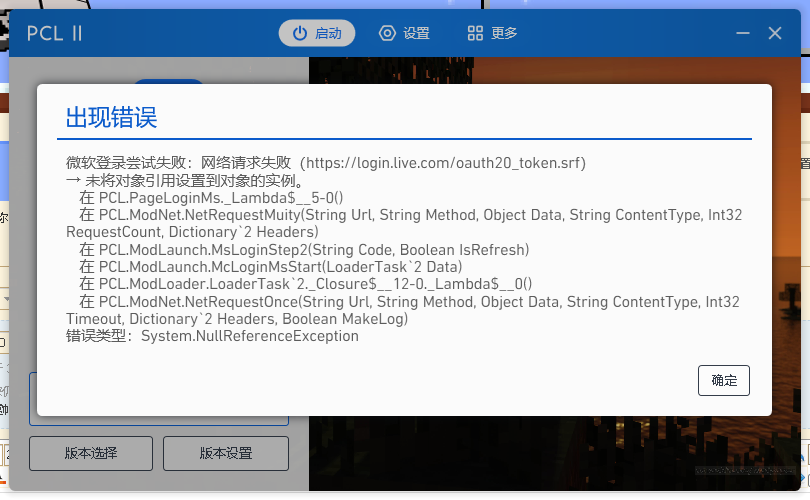 PCL II
启动
设置
更多
出现错误
微软登录尝试失败：网络请求失败（https://login.live.com/oauth20_token.srf）
→ 未将对象引用设置到对象的实例。
在 PCL.PageLoginMs._Lambda$__5-0()
在 PCL.ModNet.NetRequestMuity(String Url, String Method, Object Data, String ContentType, Int32
RequestCount, Dictionary`2 Headers)
在 PCL.ModLaunch.MsLoginStep2(String Code, Boolean IsRefresh)
在 PCL.ModLaunch.McLoginMsStart(LoaderTask`2 Data)
在 PCL.ModLoader.LoaderTask`2._Closure$__12-0._Lambda$__0()
在 PCL.ModNet.NetRequestOnce(String Url, String Method, Object Data, String ContentType, Int32
Timeout, Dictionary`2 Headers, Boolean MakeLog)
错误类型：System.NullReferenceException
确定
版本选择
版本设置